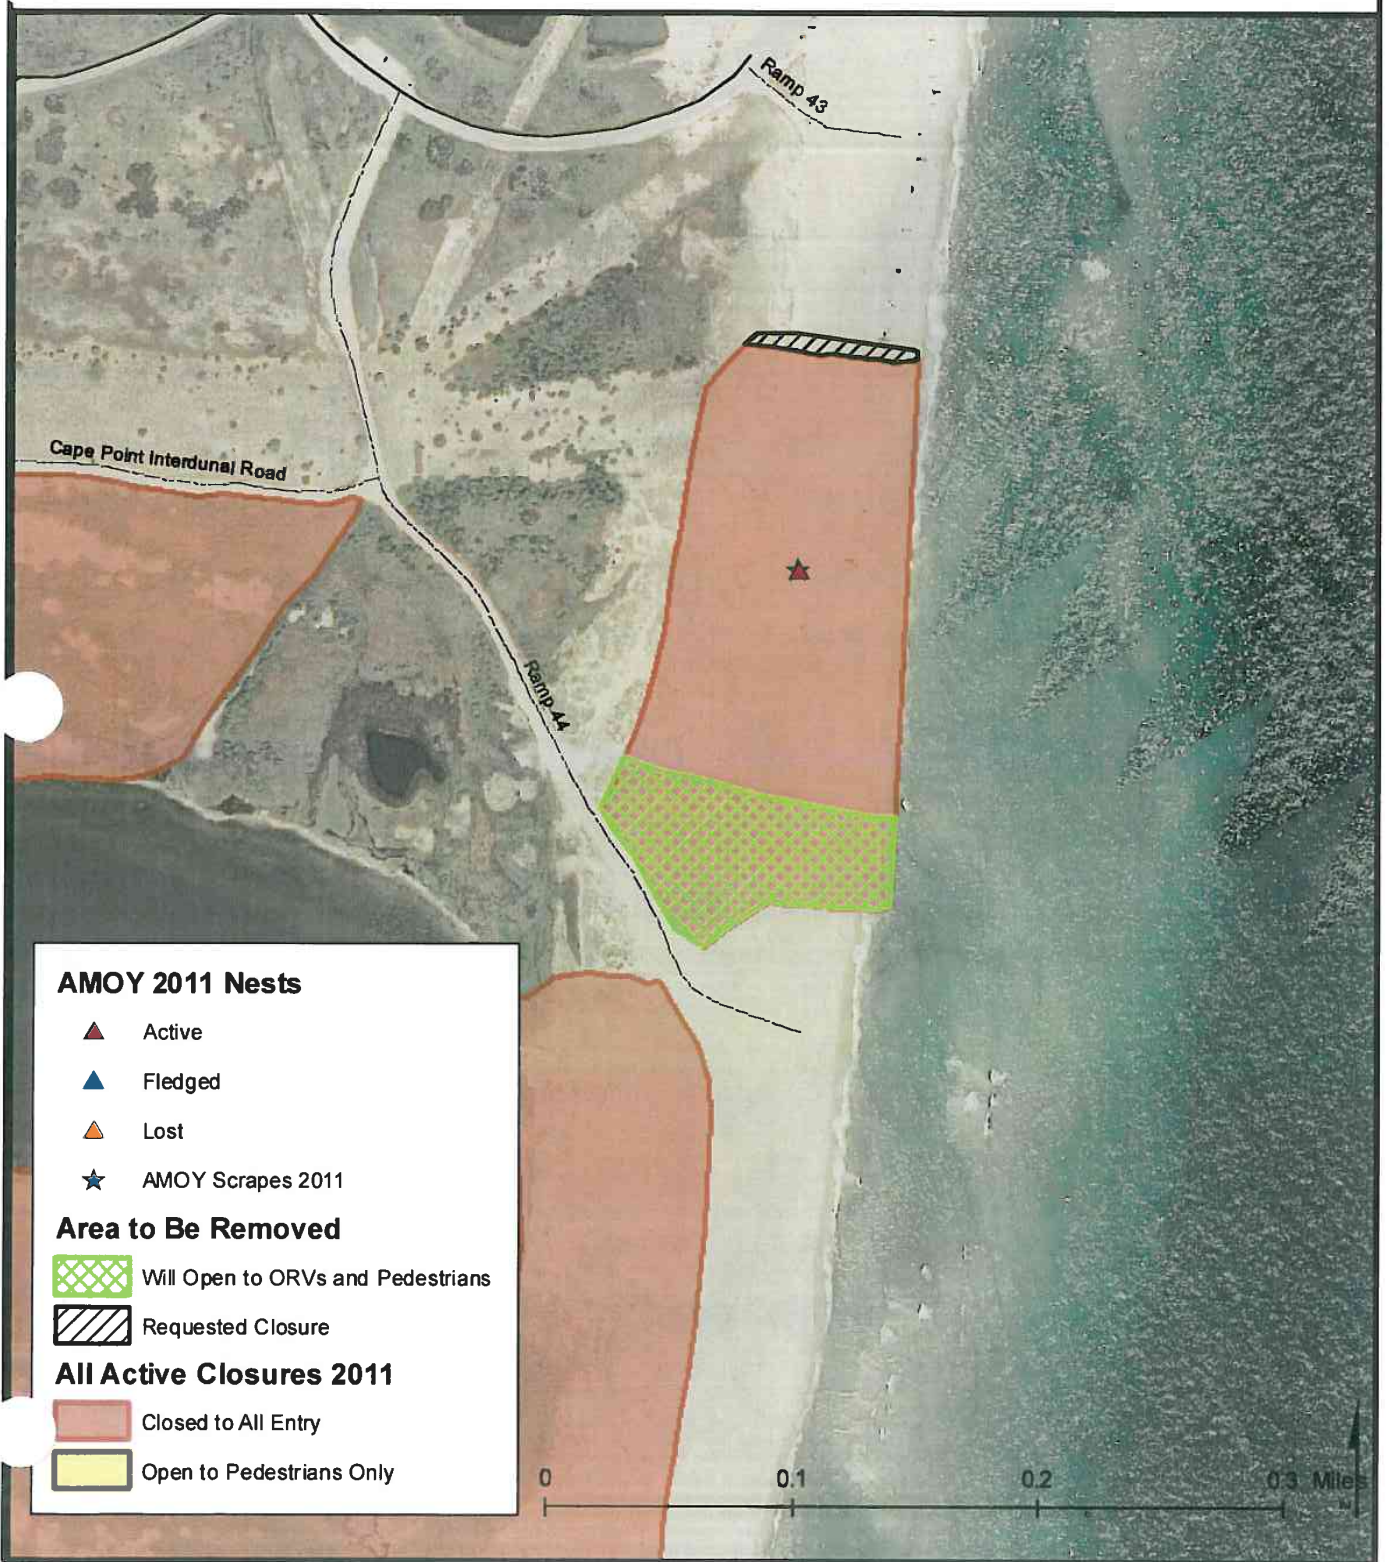 Ramp 43
Cape Point Interdunal Road
Ramp 44
AMOY 2011 Nests
Active
Fledged
Lost
AMOY Scrapes 2011
Area to Be Removed
Will Open to ORVs and Pedestrians
Requested Closure
All Active Closures 2011
Closed to All Entry
Open to Pedestrians Only
0 0.1 0.2 0.3 Miles